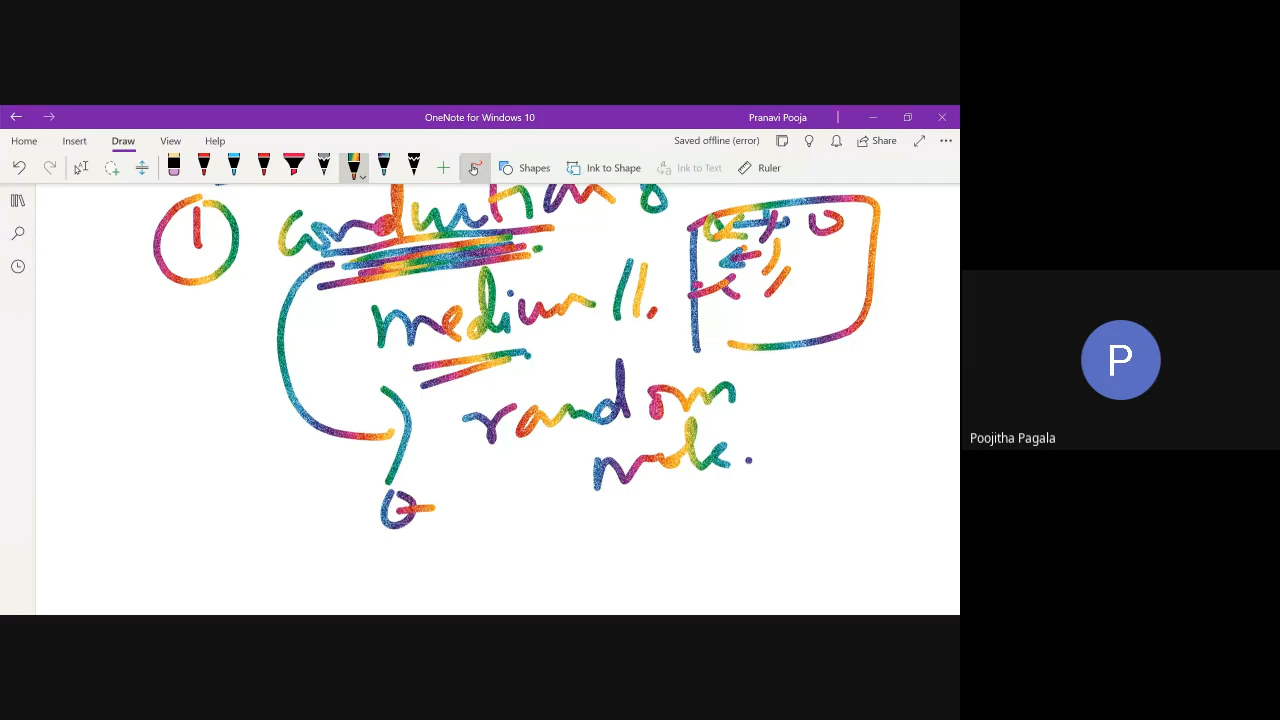 OneNote for Windows 10
Pranavi Pooja
Home Insert Draw View Help
Saved offline (error) Share
Shapes Ink to Shape Ink to Text Ruler
1 conduction
medium
random
P
Poojitha Pagala